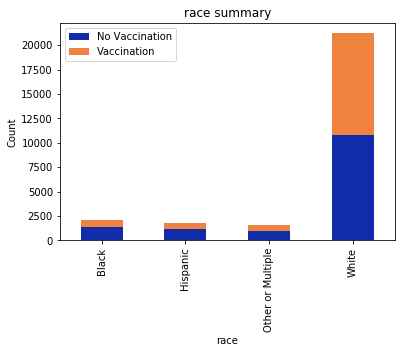 race summary
No Vaccination
Vaccination
20000
17500
15000
12500
10000
7500
5000
2500
0
Count
Black
Hispanic
Other or Multiple
White
race